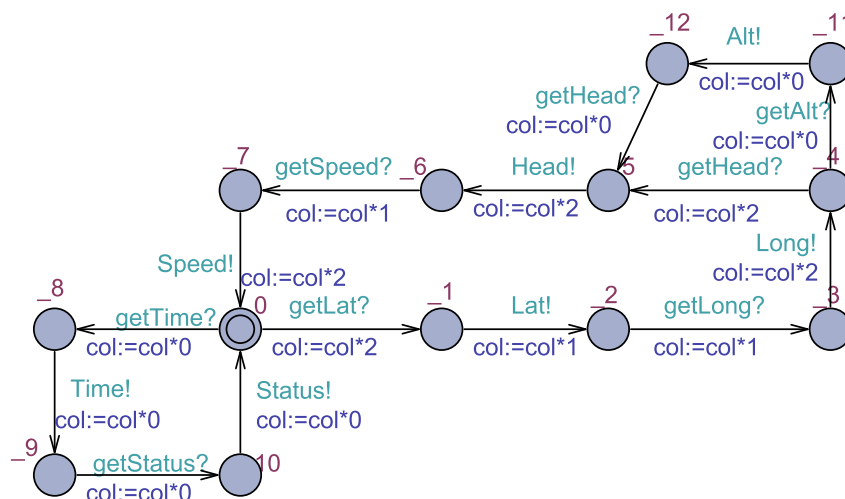 _12
_11
Alt!
col:=col*0
getHead?
col:=col*0
getAlt?
col:=col*0
_7
getSpeed?
_6
Head!
5
getHead?
_4
col:=col*1
col:=col*2
col:=col*2
Speed!
col:=col*2
Long!
col:=col*2
_8
getTime?
0
getLat?
_1
Lat!
_2
getLong?
_3
col:=col*0
col:=col*2
col:=col*1
col:=col*1
Time!
col:=col*0
Status!
col:=col*0
_9
getStatus?
10
col:=col*0